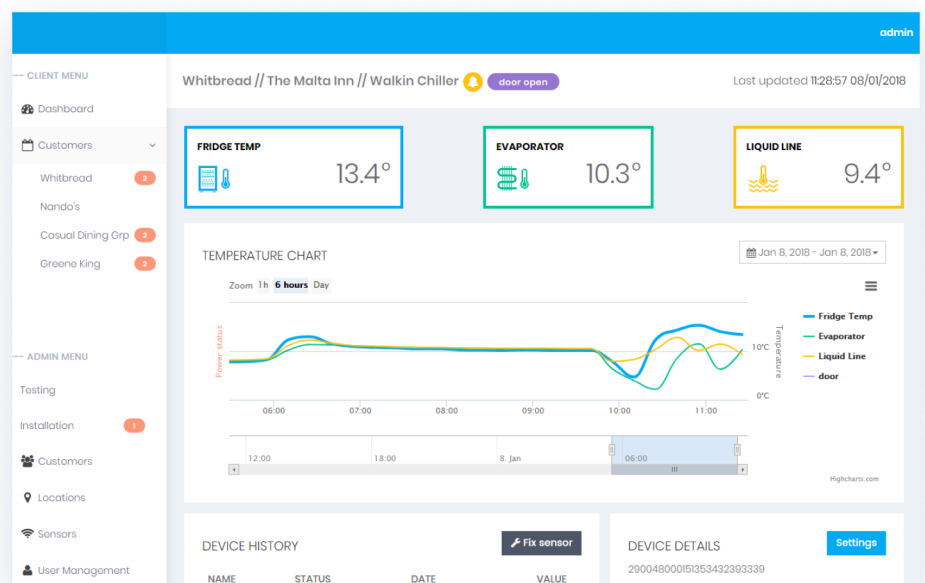 admin
CLIENT MENU
Whitbread // The Malta Inn // Walkin Chiller door open Last updated 11:28:57 08/01/2018
Dashboard
Customers
Whitbread 2
Nando's
Casual Dining Grp 2
Greene King 2
ADMIN MENU
Testing
Installation 1
Customers
Locations
Sensors
User Management
FRIDGE TEMP
13.4°
EVAPORATOR
10.3°
LIQUID LINE
9.4°
TEMPERATURE CHART
Jan 8, 2018 - Jan 8, 2018
Zoom 1h 6 hours Day
Power status
Temperature
10°C
0°C
Fridge Temp
Evaporator
Liquid Line
door
06:00 07:00 08:00 09:00 10:00 11:00
12:00 18:00 8. Jan 06:00
Highcharts.com
DEVICE HISTORY
Fix sensor
NAME STATUS DATE VALUE
DEVICE DETAILS
Settings
290048000151353432393339